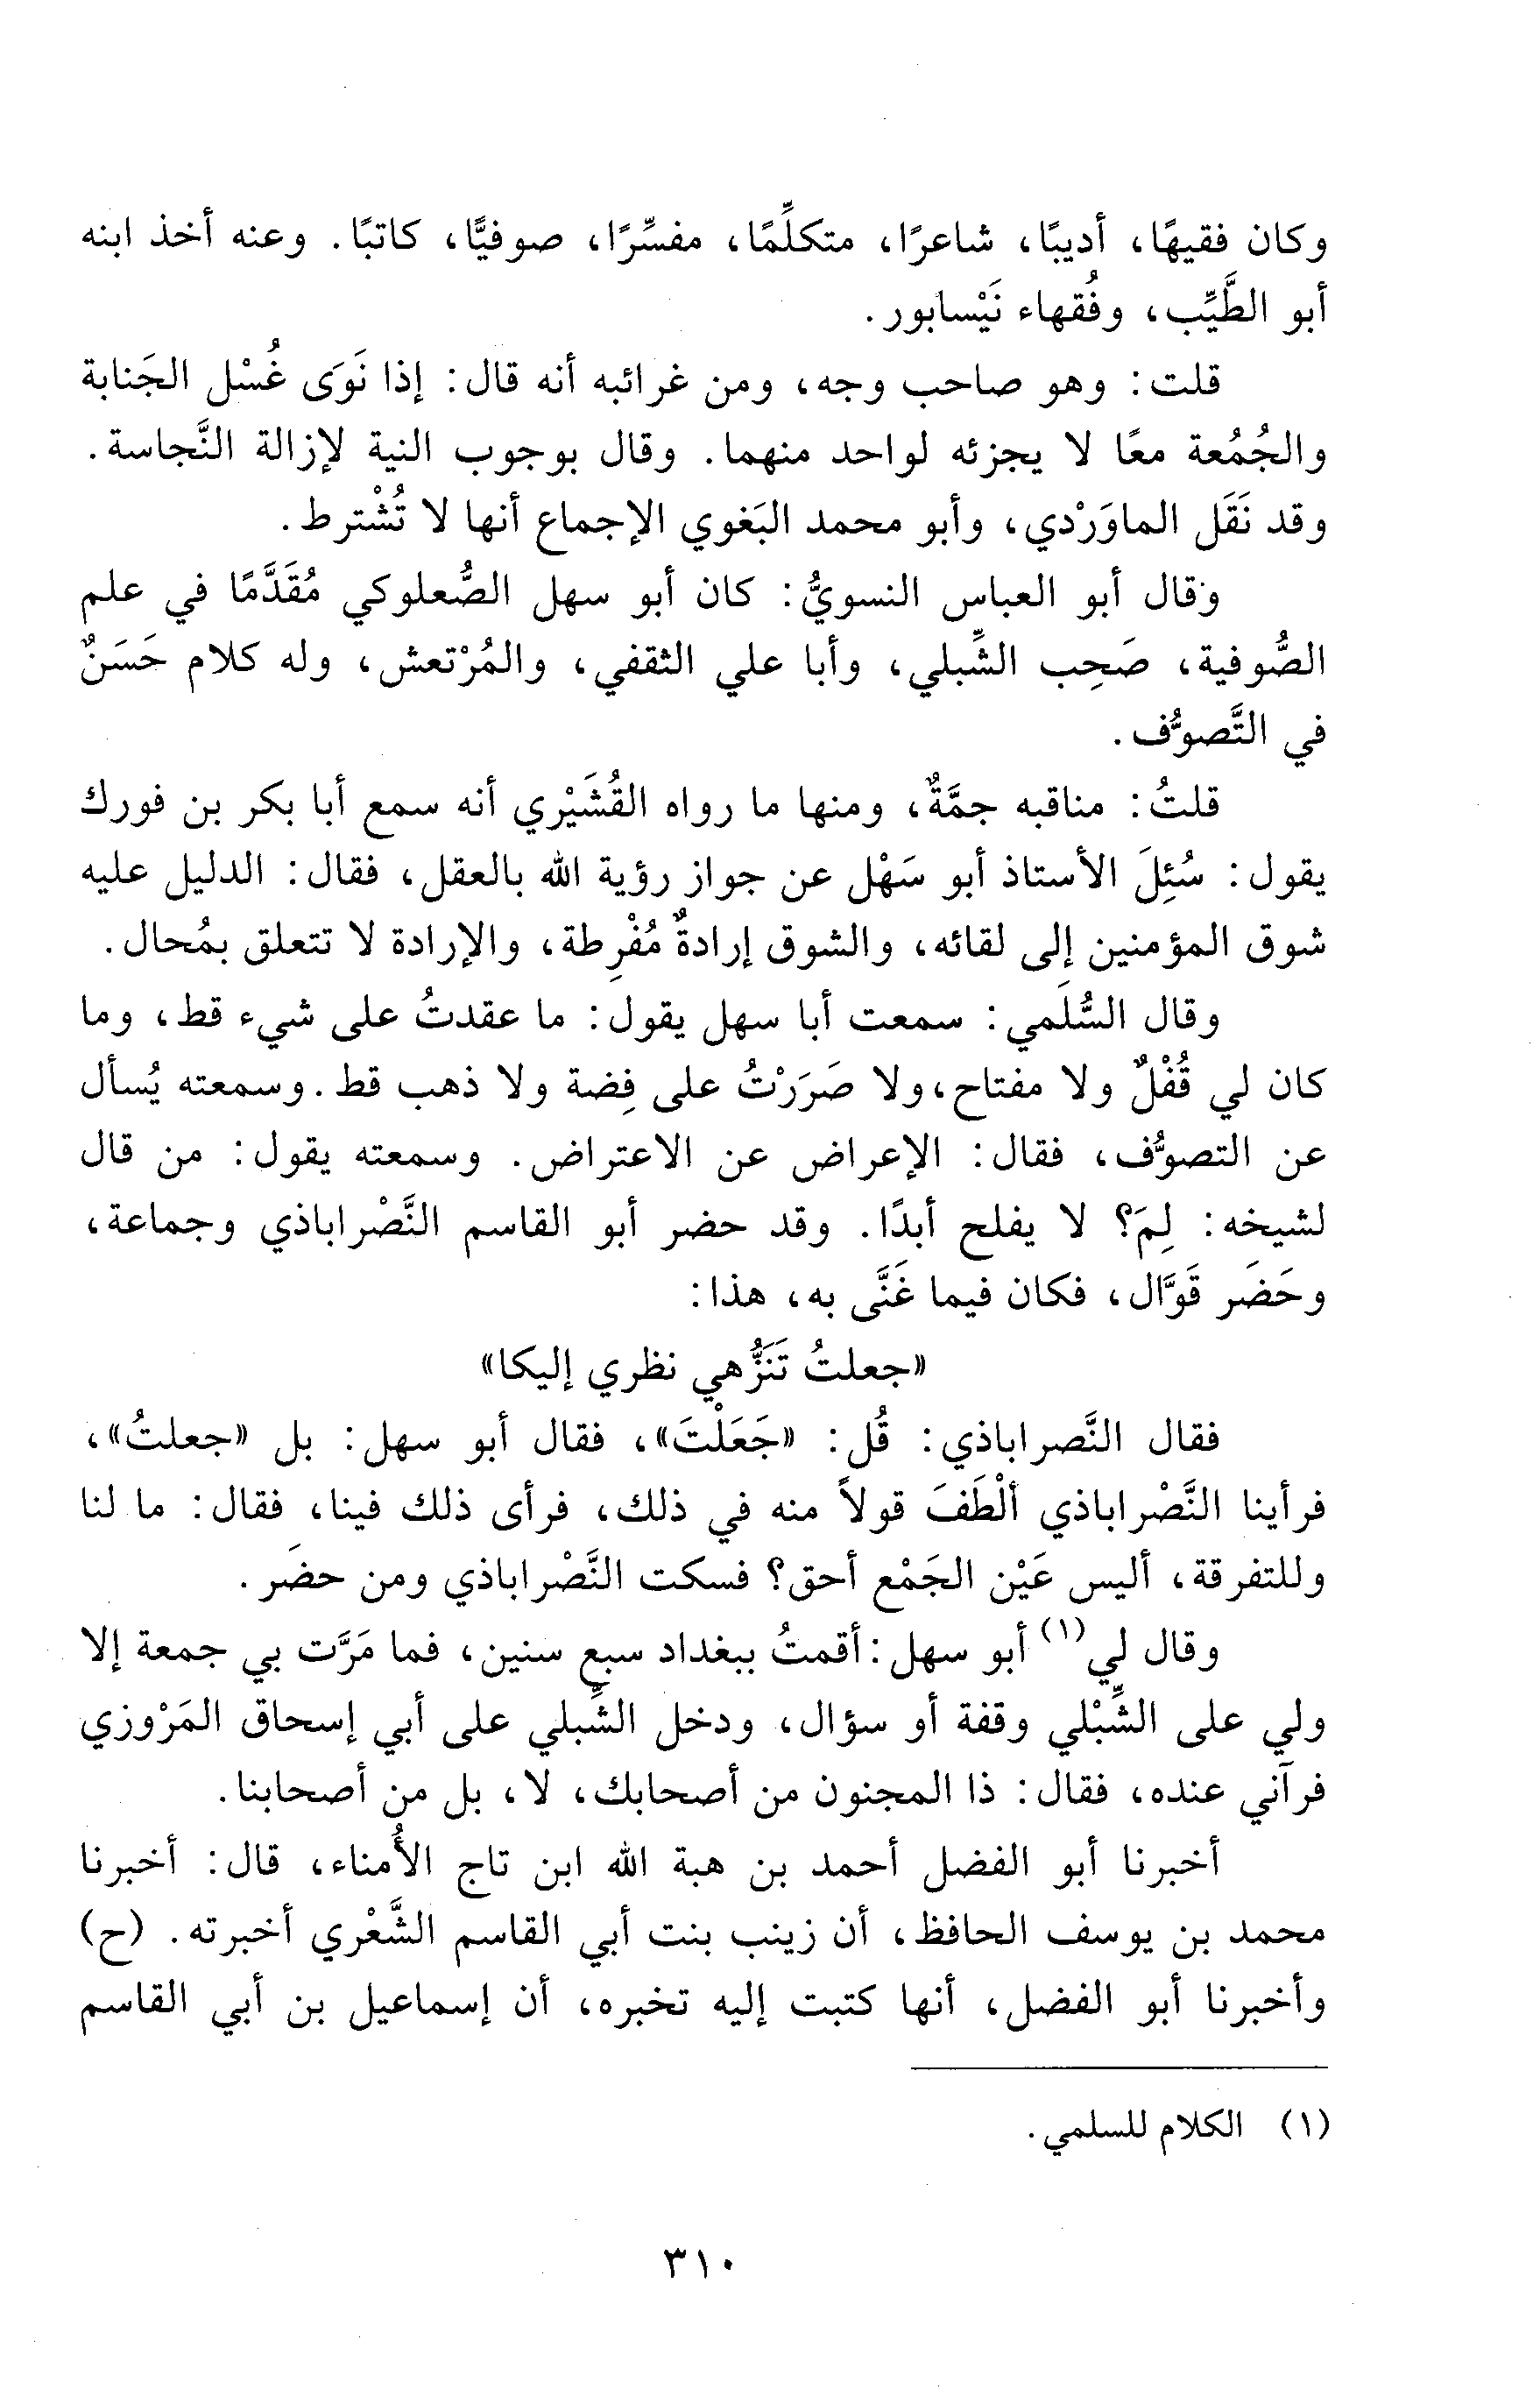 وكان فقيهًا، أديبًا، شاعرًا، متكلِّمًا، مفسِّرًا، صوفيًّا، كاتبًا. وعنه أخذ ابنه
أبو الطَّيِّب، وفُقهاء نَيْسابور.
قلت: وهو صاحب وجه، ومن غرائبه أنه قال: إذا نَوَى غُسْل الجَنابة
والجُمُعة معًا لا يجزئه لواحد منهما. وقال بوجوب النية لإزالة النَّجاسة.
وقد نَقَل الماوَرْدي، وأبو محمد البَغوي الإجماع أنها لا تُشْترط.
وقال أبو العباس النسويُّ: كان أبو سهل الصُّعلوكي مُقَدَّمًا في علم
الصُّوفية، صَحِب الشِّبلي، وأبا علي الثقفي، والمُرْتعش، وله كلام حَسَنٌ
في التَّصوُّف.
قلتُ: مناقبه جمَّةٌ، ومنها ما رواه القُشَيْري أنه سمع أبا بكر بن فورك
يقول: سُئِلَ الأستاذ أبو سَهْل عن جواز رؤية الله بالعقل، فقال: الدليل عليه
شوق المؤمنين إلى لقائه، والشوق إرادةٌ مُفْرِطة، والإرادة لا تتعلق بمُحال.
وقال السُّلَمي: سمعت أبا سهل يقول: ما عقدتُ على شيء قط، وما
كان لي قُفْلٌ ولا مفتاح، ولا صَرَرْتُ على فِضة ولا ذهب قط. وسمعته يُسأل
عن التصوُّف، فقال: الإعراض عن الاعتراض. وسمعته يقول: من قال
لشيخه: لِمَ؟ لا يفلح أبدًا. وقد حضر أبو القاسم النَّصْراباذي وجماعة،
وحَضَر قَوَّال، فكان فيما غَنَّى به، هذا:
«جعلتُ تَنَزُّهي نظري إليكا»
فقال النَّصراباذي: قُل: «جَعَلْتَ»، فقال أبو سهل: بل «جعلتُ»،
فرأينا النَّصْراباذي ألْطَفَ قولاً منه في ذلك، فرأى ذلك فينا، فقال: ما لنا
وللتفرقة، أليس عَيْن الجَمْع أحق؟ فسكت النَّصْراباذي ومن حضَر.
وقال لي(١) أبو سهل: أقمتُ ببغداد سبع سنين، فما مَرَّت بي جمعة إلا
ولي على الشِّبْلي وقفة أو سؤال، ودخل الشِّبلي على أبي إسحاق المَرْوزي
فرآني عنده، فقال: ذا المجنون من أصحابك، لا، بل من أصحابنا.
أخبرنا أبو الفضل أحمد بن هبة الله ابن تاج الأُمناء، قال: أخبرنا
محمد بن يوسف الحافظ، أن زينب بنت أبي القاسم الشَّعْري أخبرته. (ح)
وأخبرنا أبو الفضل، أنها كتبت إليه تخبره، أن إسماعيل بن أبي القاسم
(١) الكلام للسلمي.
٣١٠